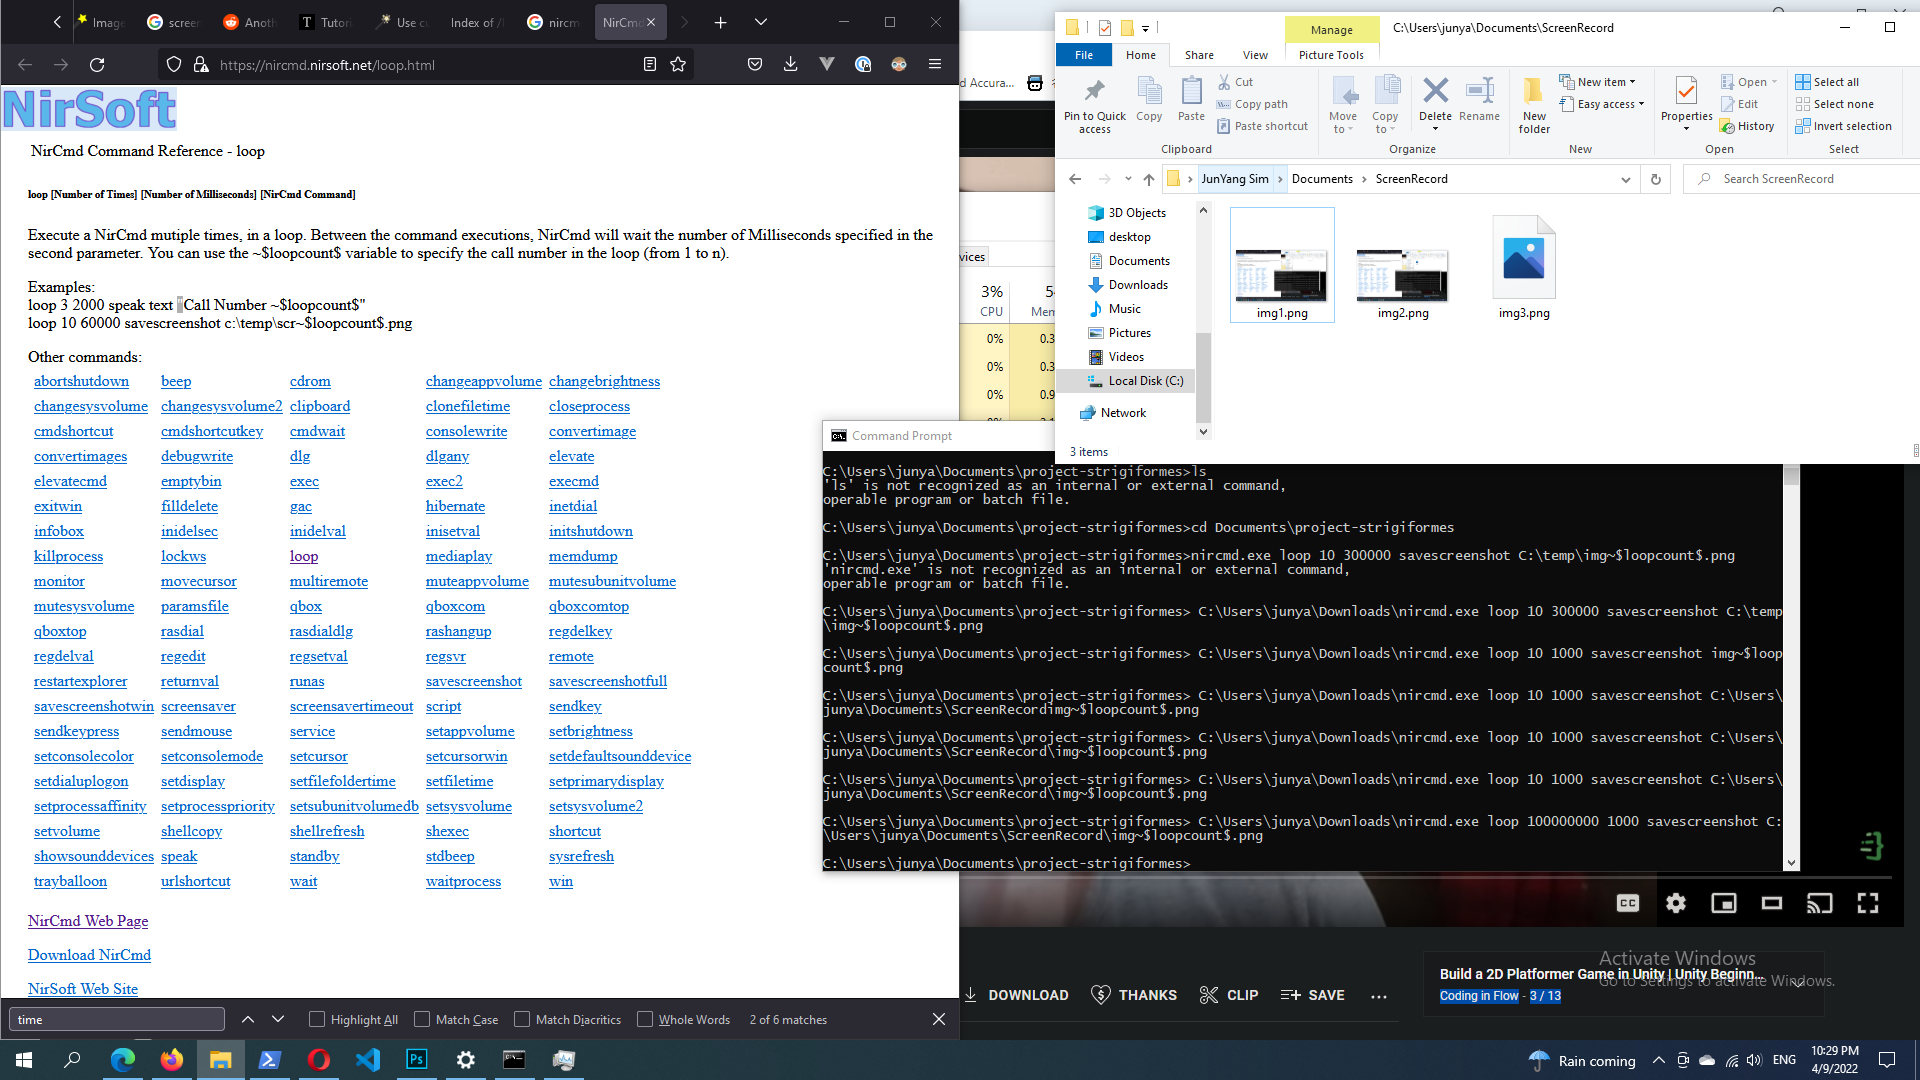 Image
screen
Anoth
Tutori
Use cu
Index of /
nircm
NirCmd
https://nircmd.nirsoft.net/loop.html
NirSoft
NirCmd Command Reference - loop
loop [Number of Times] [Number of Milliseconds] [NirCmd Command]
Execute a NirCmd mutiple times, in a loop. Between the command executions, NirCmd will wait the number of Milliseconds specified in the
second parameter. You can use the ~$loopcount$ variable to specify the call number in the loop (from 1 to n).
Examples:
loop 3 2000 speak text "Call Number ~$loopcount$"
loop 10 60000 savescreenshot c:\temp\scr~$loopcount$.png
Other commands:
abortshutdown beep cdrom changeappvolume changebrightness
changesysvolume changesysvolume2 clipboard clonefiletime closeprocess
cmdshortcut cmdshortcutkey cmdwait consolewrite convertimage
convertimages debugwrite dlg dlgany elevate
elevatecmd emptybin exec exec2 execmd
exitwin filldelete gac hibernate inetdial
infobox inidelsec inidelval inisetval initshutdown
killprocess lockws loop mediaplay memdump
monitor movecursor multiremote muteappvolume mutesubunitvolume
mutesysvolume paramsfile qbox qboxcom qboxcomtop
qboxtop rasdial rasdialdlg rashangup regdelkey
regdelval regedit regsetval regsvr remote
restartexplorer returnval runas savescreenshot savescreenshotfull
savescreenshotwin screensaver screensavertimeout script sendkey
sendkeypress sendmouse service setappvolume setbrightness
setconsolecolor setconsolemode setcursor setcursorwin setdefaultsounddevice
setdialuplogon setdisplay setfilefoldertime setfiletime setprimarydisplay
setprocessaffinity setprocesspriority setsubunitvolumedb setsysvolume setsysvolume2
setvolume shellcopy shellrefresh shexec shortcut
showsounddevices speak standby stdbeep sysrefresh
trayballoon urlshortcut wait waitprocess win
NirCmd Web Page
Download NirCmd
NirSoft Web Site
time
Highlight All
Match Case
Match Diacritics
Whole Words
2 of 6 matches
d Accura...
vices
3%
CPU
Mem
0%
0.3
0%
0.3
0%
0.9
Manage
C:\Users\junya\Documents\ScreenRecord
File
Home
Share
View
Picture Tools
Pin to Quick
access
Copy
Paste
Cut
Copy path
Paste shortcut
Clipboard
Move
to
Copy
to
Delete
Rename
Organize
New
folder
New item
Easy access
New
Properties
Open
Edit
History
Open
Select all
Select none
Invert selection
Select
JunYang Sim
Documents
ScreenRecord
Search ScreenRecord
3D Objects
desktop
Documents
Downloads
Music
Pictures
Videos
Local Disk (C:)
Network
img1.png
img2.png
img3.png
3 items
Command Prompt
C:\Users\junya\Documents\project-strigiformes>ls
'ls' is not recognized as an internal or external command,
operable program or batch file.
C:\Users\junya\Documents\project-strigiformes>cd Documents\project-strigiformes
C:\Users\junya\Documents\project-strigiformes>nircmd.exe loop 10 300000 savescreenshot C:\temp\img~$loopcount$.png
'nircmd.exe' is not recognized as an internal or external command,
operable program or batch file.
C:\Users\junya\Documents\project-strigiformes> C:\Users\junya\Downloads\nircmd.exe loop 10 300000 savescreenshot C:\temp
\img~$loopcount$.png
C:\Users\junya\Documents\project-strigiformes> C:\Users\junya\Downloads\nircmd.exe loop 10 1000 savescreenshot img~$loop
count$.png
C:\Users\junya\Documents\project-strigiformes> C:\Users\junya\Downloads\nircmd.exe loop 10 1000 savescreenshot C:\Users\
junya\Documents\ScreenRecordimg~$loopcount$.png
C:\Users\junya\Documents\project-strigiformes> C:\Users\junya\Downloads\nircmd.exe loop 10 1000 savescreenshot C:\Users\
junya\Documents\ScreenRecord\img~$loopcount$.png
C:\Users\junya\Documents\project-strigiformes> C:\Users\junya\Downloads\nircmd.exe loop 10 1000 savescreenshot C:\Users\
junya\Documents\ScreenRecord\img~$loopcount$.png
C:\Users\junya\Documents\project-strigiformes> C:\Users\junya\Downloads\nircmd.exe loop 100000000 1000 savescreenshot C:
\Users\junya\Documents\ScreenRecord\img~$loopcount$.png
C:\Users\junya\Documents\project-strigiformes>
DOWNLOAD
THANKS
CLIP
SAVE
Build a 2D Platformer Game in Unity | Unity Beginn...
Coding in Flow - 3 / 13
Activate Windows
Go to Settings to activate Windows.
Rain coming
ENG
10:29 PM
4/9/2022